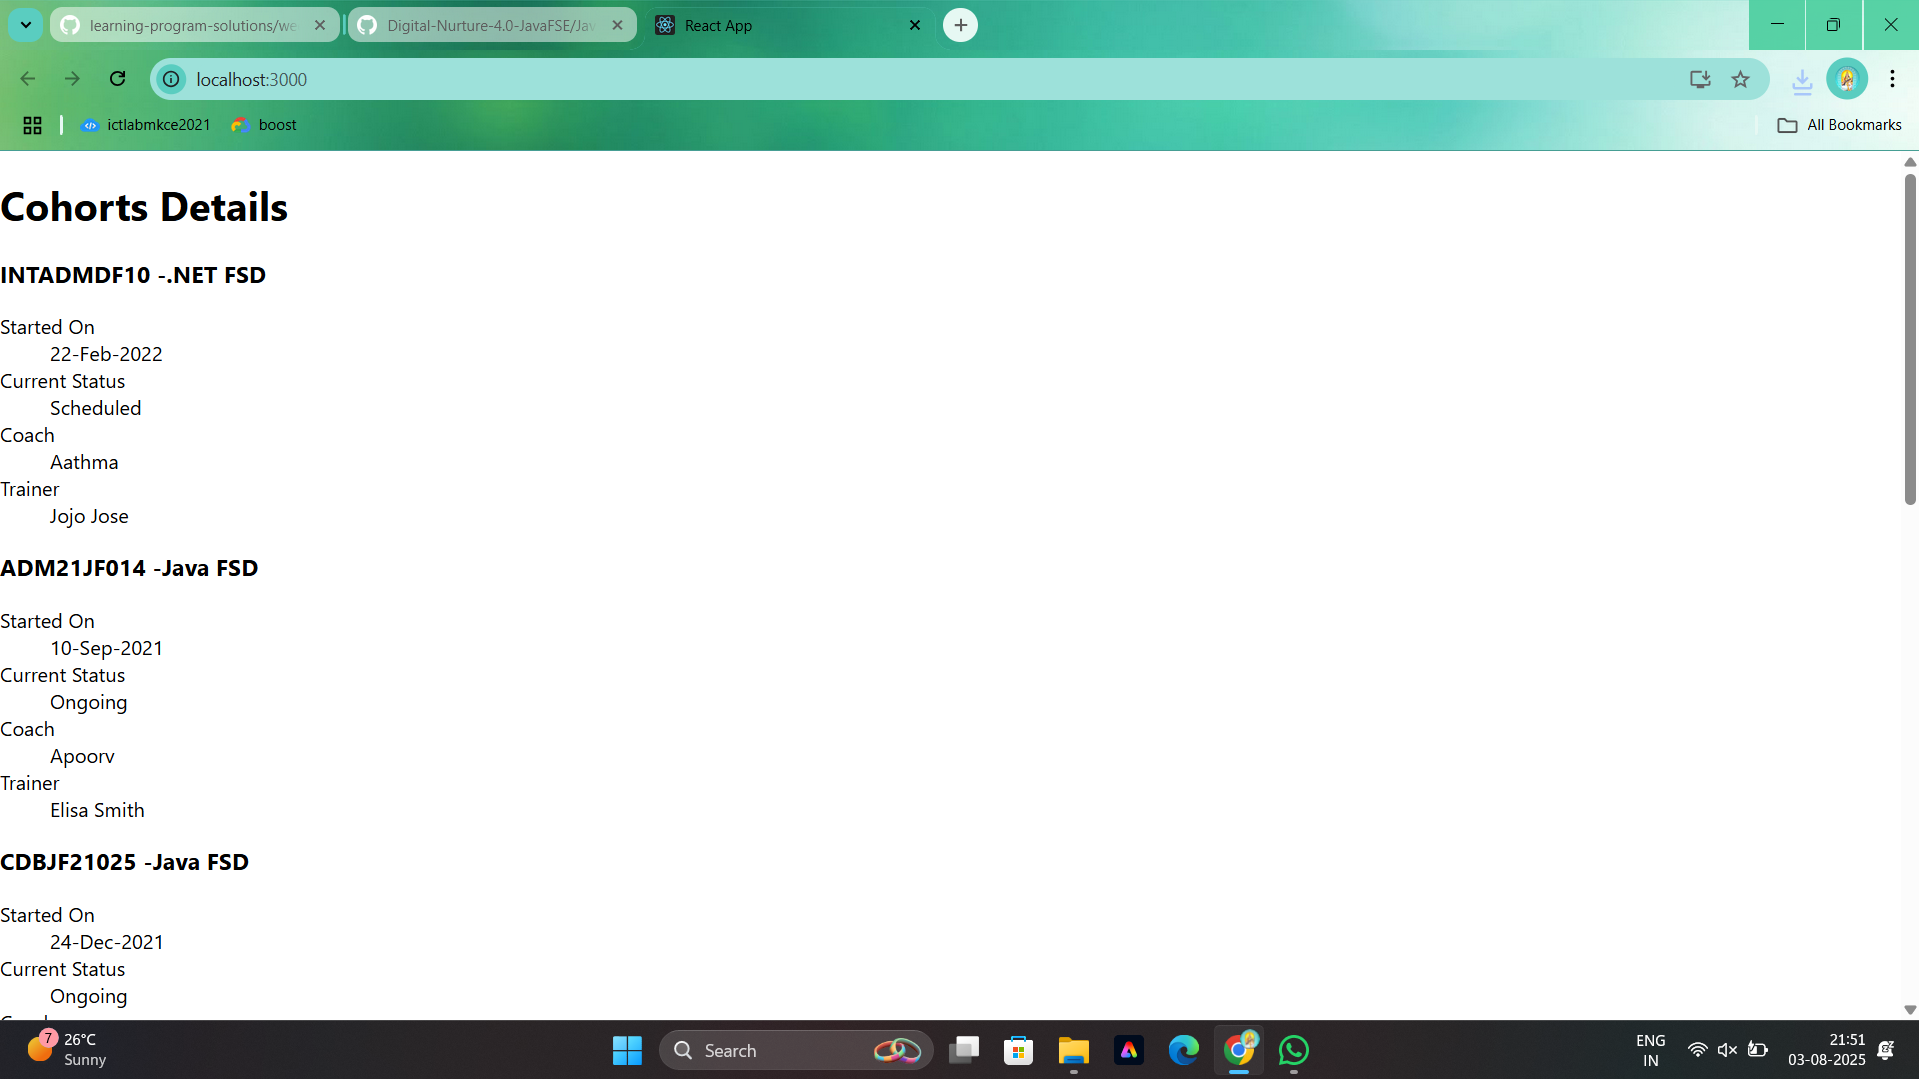 learning-program-solutions/we
Digital-Nurture-4.0-JavaFSE/Jav
React App
localhost:3000
ictlabmkce2021
boost
All Bookmarks
Cohorts Details
INTADMDF10 -.NET FSD
Started On
22-Feb-2022
Current Status
Scheduled
Coach
Aathma
Trainer
Jojo Jose
ADM21JF014 -Java FSD
Started On
10-Sep-2021
Current Status
Ongoing
Coach
Apoorv
Trainer
Elisa Smith
CDBJF21025 -Java FSD
Started On
24-Dec-2021
Current Status
Ongoing
7
26°C
Sunny
Search
ENG
IN
21:51
03-08-2025